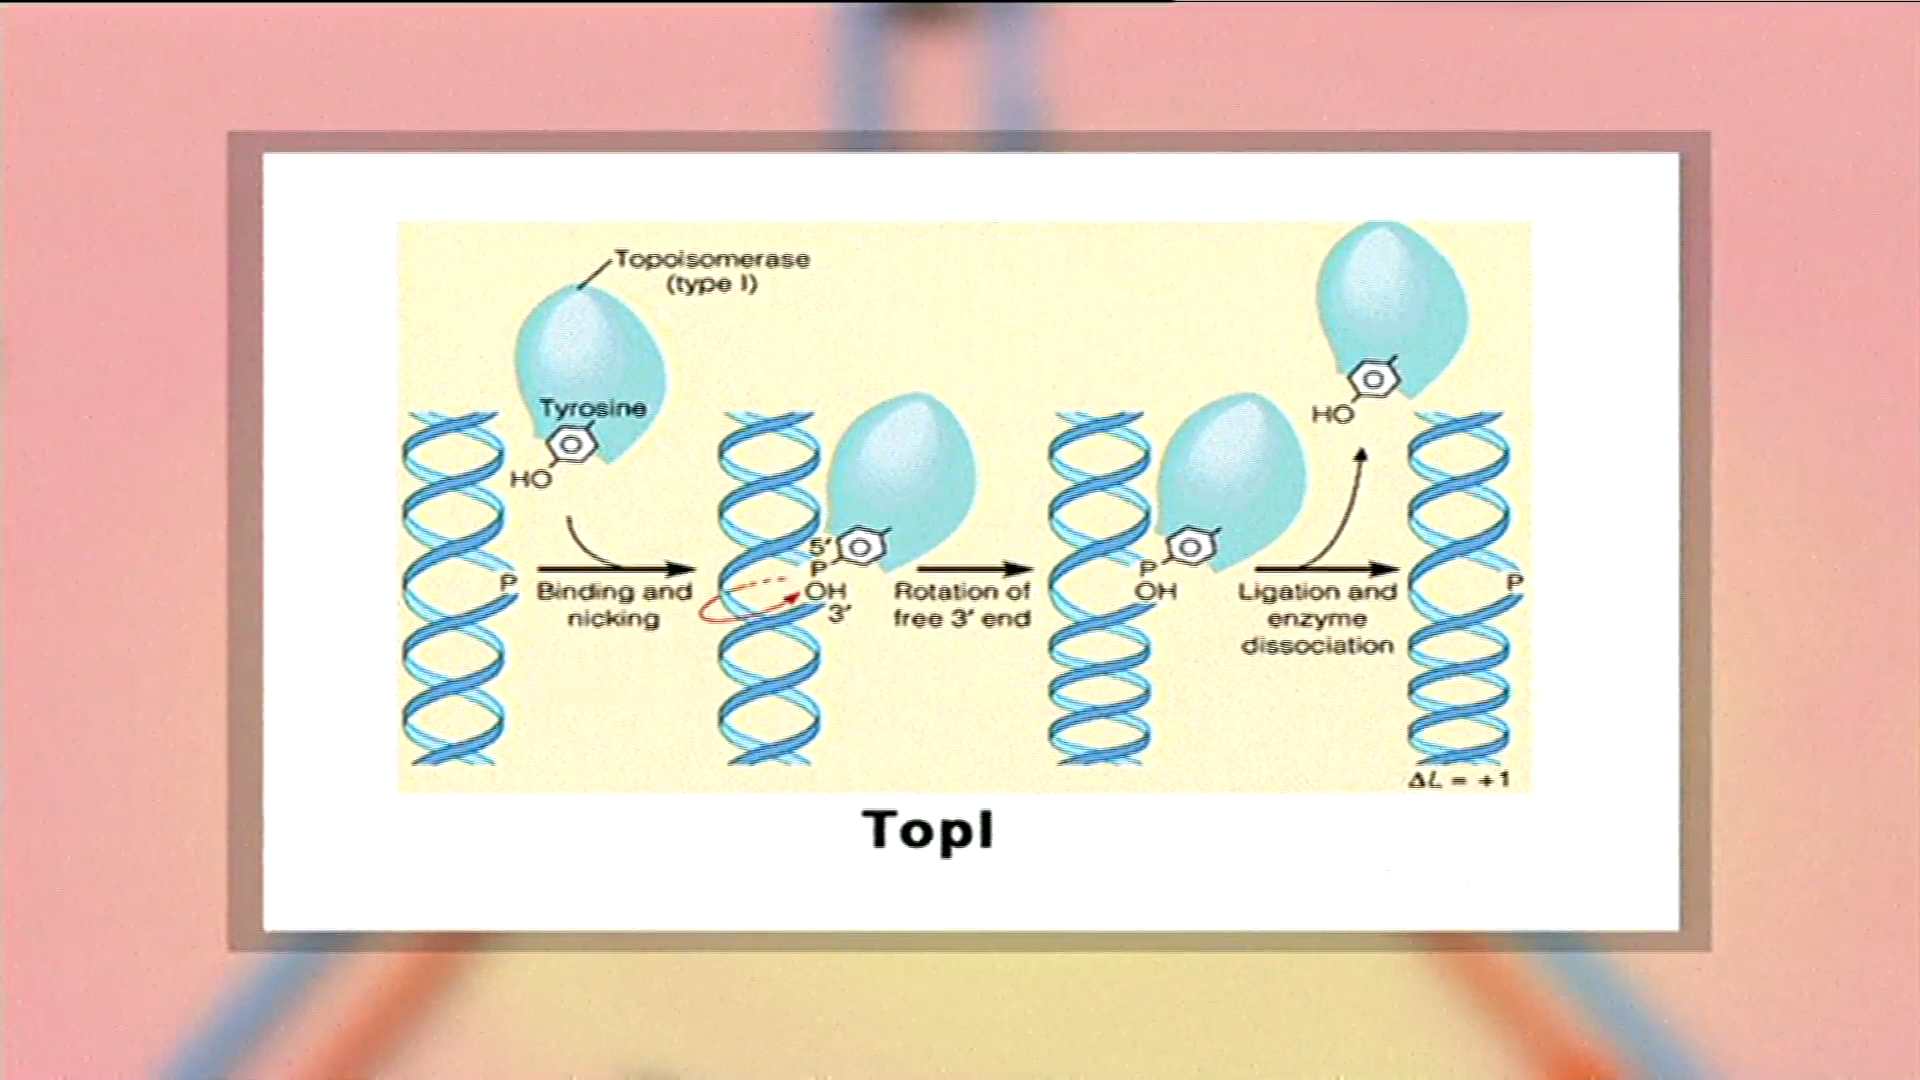 Topoisomerase
(type I)
Tyrosine
HO
P
Binding and
nicking
5′
P
OH
3′
Rotation of
free 3′ end
P
OH
Ligation and
enzyme
dissociation
HO
P
ΔL = +1
TopI